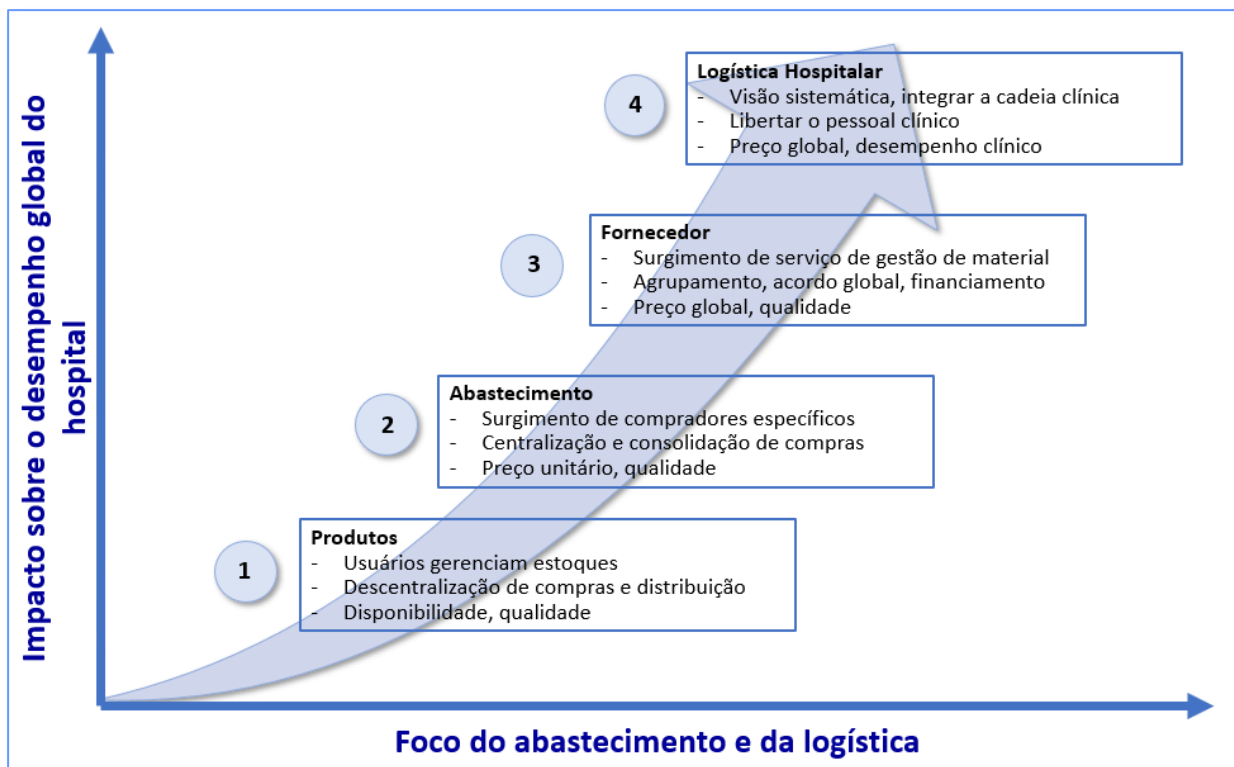 Impacto sobre o desempenho global do
hospital
4
Logística Hospitalar
- Visão sistemática, integrar a cadeia clínica
- Libertar o pessoal clínico
- Preço global, desempenho clínico
3
Fornecedor
- Surgimento de serviço de gestão de material
- Agrupamento, acordo global, financiamento
- Preço global, qualidade
2
Abastecimento
- Surgimento de compradores específicos
- Centralização e consolidação de compras
- Preço unitário, qualidade
1
Produtos
- Usuários gerenciam estoques
- Descentralização de compras e distribuição
- Disponibilidade, qualidade
Foco do abastecimento e da logística